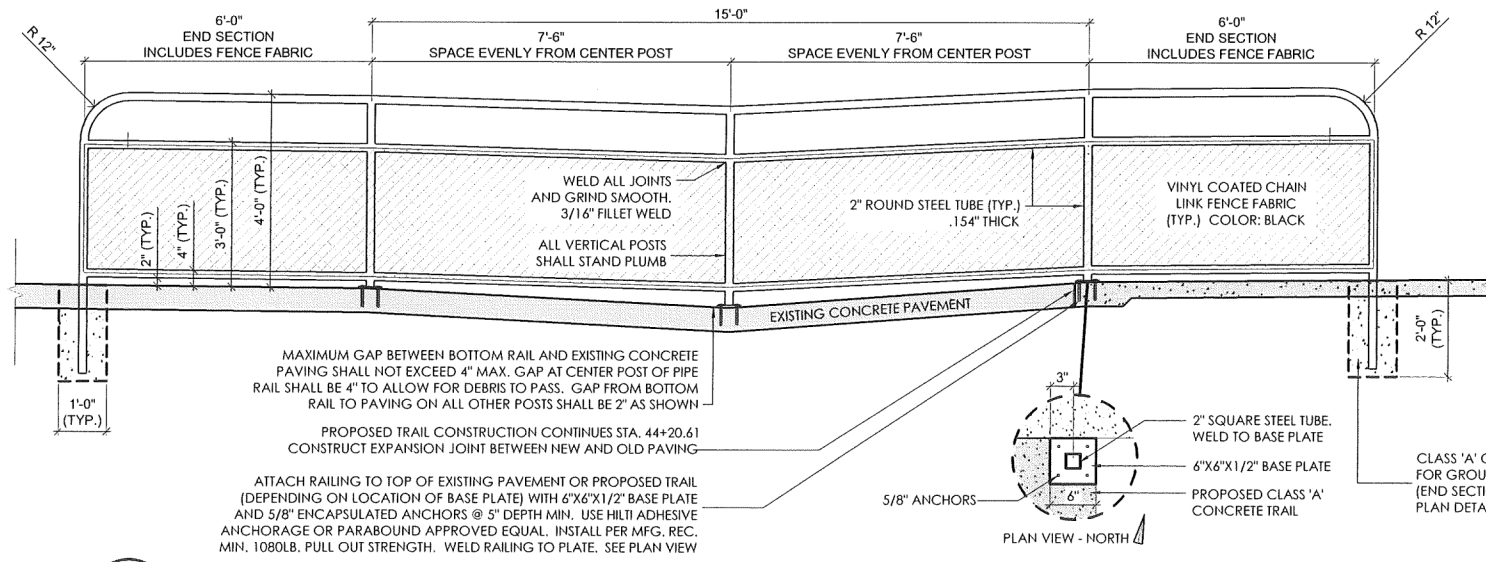 R 12"
6'-0"
END SECTION
INCLUDES FENCE FABRIC
15'-0"
7'-6"
SPACE EVENLY FROM CENTER POST
7'-6"
SPACE EVENLY FROM CENTER POST
6'-0"
END SECTION
INCLUDES FENCE FABRIC
R 12"
2" (TYP.)
4" (TYP.)
3'-0" (TYP.)
4'-0" (TYP.)
WELD ALL JOINTS
AND GRIND SMOOTH.
3/16" FILLET WELD
ALL VERTICAL POSTS
SHALL STAND PLUMB
2" ROUND STEEL TUBE (TYP.)
.154" THICK
VINYL COATED CHAIN
LINK FENCE FABRIC
(TYP.) COLOR: BLACK
EXISTING CONCRETE PAVEMENT
2'-0"
(TYP.)
1'-0"
(TYP.)
MAXIMUM GAP BETWEEN BOTTOM RAIL AND EXISTING CONCRETE
PAVING SHALL NOT EXCEED 4" MAX. GAP AT CENTER POST OF PIPE
RAIL SHALL BE 4" TO ALLOW FOR DEBRIS TO PASS. GAP FROM BOTTOM
RAIL TO PAVING ON ALL OTHER POSTS SHALL BE 2" AS SHOWN
PROPOSED TRAIL CONSTRUCTION CONTINUES STA. 44+20.61
CONSTRUCT EXPANSION JOINT BETWEEN NEW AND OLD PAVING
ATTACH RAILING TO TOP OF EXISTING PAVEMENT OR PROPOSED TRAIL
(DEPENDING ON LOCATION OF BASE PLATE) WITH 6"X6"X1/2" BASE PLATE
AND 5/8" ENCAPSULATED ANCHORS @ 5" DEPTH MIN. USE HILTI ADHESIVE
ANCHORAGE OR PARABOUND APPROVED EQUAL. INSTALL PER MFG. REC.
MIN. 1080LB. PULL OUT STRENGTH. WELD RAILING TO PLATE. SEE PLAN VIEW
3"
6"
5/8" ANCHORS
2" SQUARE STEEL TUBE.
WELD TO BASE PLATE
6"X6"X1/2" BASE PLATE
PROPOSED CLASS 'A'
CONCRETE TRAIL
PLAN VIEW - NORTH
CLASS 'A' C
FOR GROU
(END SECTI
PLAN DETA